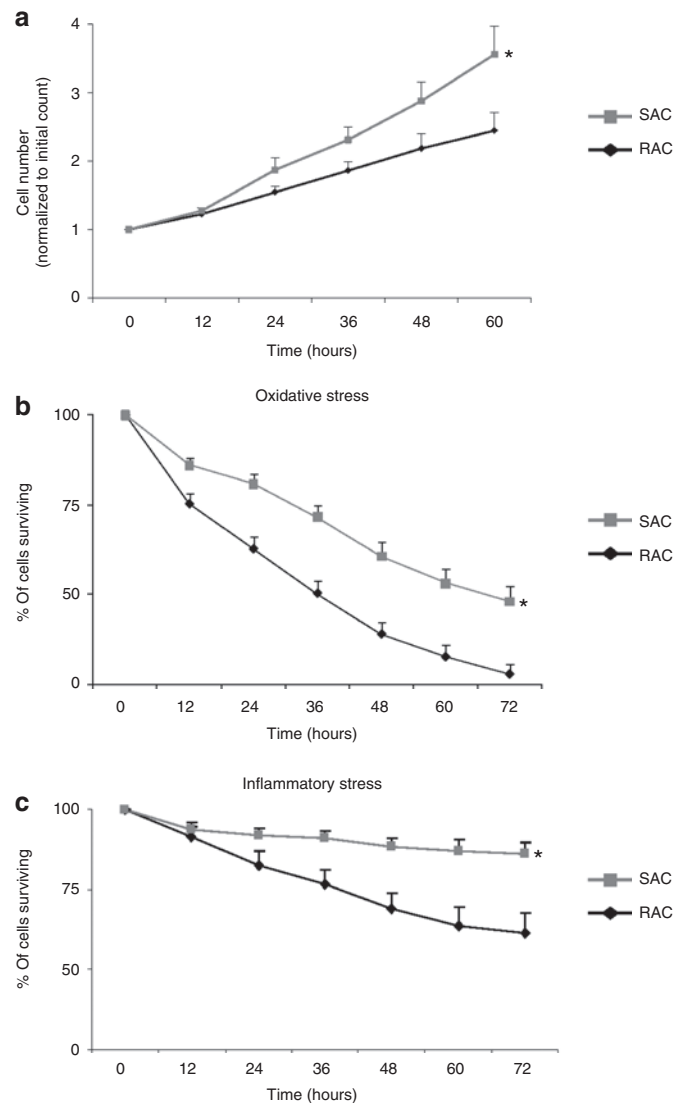 a
4
3
2
1
0
Cell number
(normalized to initial count)
0 12 24 36 48 60
Time (hours)
*
SAC
RAC
b
Oxidative stress
100
75
50
0
% Of cells surviving
0 12 24 36 48 60 72
Time (hours)
*
SAC
RAC
c
Inflammatory stress
100
75
50
0
% Of cells surviving
0 12 24 36 48 60 72
Time (hours)
*
SAC
RAC